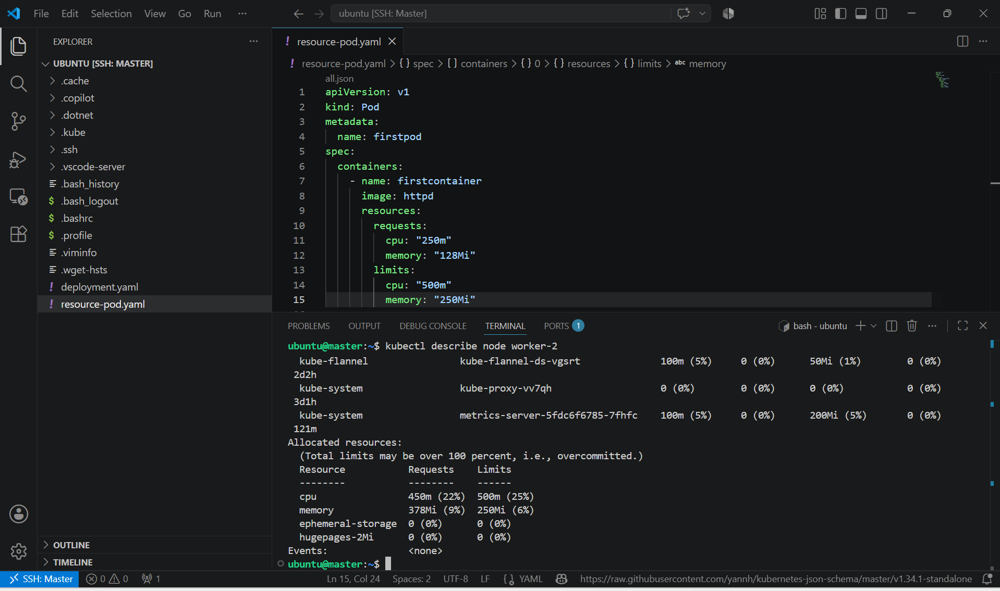 File Edit Selection View Go Run ··· ubuntu [SSH: Master]
EXPLORER ···
UBUNTU [SSH: MASTER]
.cache
.copilot
.dotnet
.kube
.ssh
.vscode-server
.bash_history
.bash_logout
.bashrc
.profile
.viminfo
.wget-hsts
deployment.yaml
resource-pod.yaml
OUTLINE
TIMELINE
! resource-pod.yaml
! resource-pod.yaml > {} spec > [] containers > {} 0 > {} resources > {} limits > abc memory
all.json
1 apiVersion: v1
2 kind: Pod
3 metadata:
4 name: firstpod
5 spec:
6 containers:
7 - name: firstcontainer
8 image: httpd
9 resources:
10 requests:
11 cpu: "250m"
12 memory: "128Mi"
13 limits:
14 cpu: "500m"
15 memory: "250Mi"
PROBLEMS OUTPUT DEBUG CONSOLE TERMINAL PORTS 1 bash - ubuntu
ubuntu@master:~$ kubectl describe node worker-2
kube-flannel kube-flannel-ds-vgsrt 100m (5%) 0 (0%) 50Mi (1%) 0 (0%)
2d2h
kube-system kube-proxy-vv7qh 0 (0%) 0 (0%) 0 (0%) 0 (0%)
3d1h
kube-system metrics-server-5fdc6f6785-7fhfc 100m (5%) 0 (0%) 200Mi (5%) 0 (0%)
121m
Allocated resources:
(Total limits may be over 100 percent, i.e., overcommitted.)
Resource Requests Limits
-------- -------- ------
cpu 450m (22%) 500m (25%)
memory 378Mi (9%) 250Mi (6%)
ephemeral-storage 0 (0%) 0 (0%)
hugepages-2Mi 0 (0%) 0 (0%)
Events: <none>
ubuntu@master:~$
SSH: Master 0 0 1 Ln 15, Col 24 Spaces: 2 UTF-8 LF YAML https://raw.githubusercontent.com/yannh/kubernetes-json-schema/master/v1.34.1-standalone